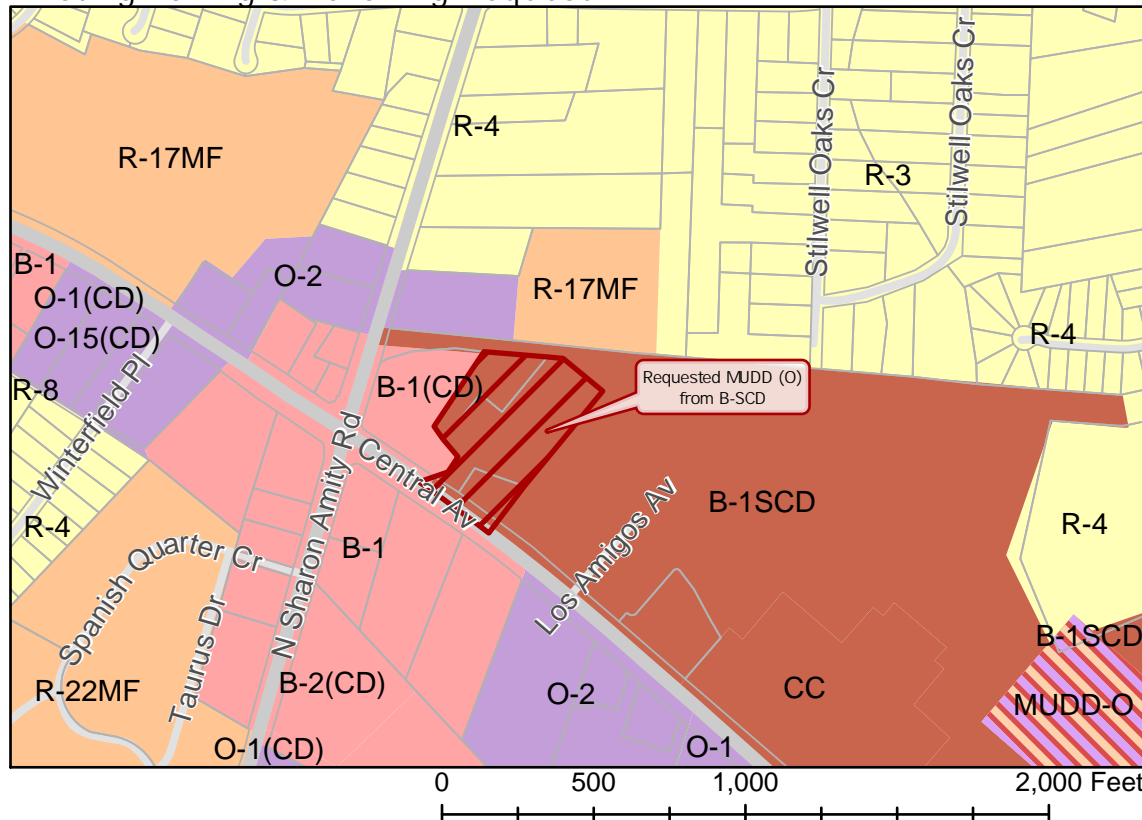 R-4
R-17MF
Stilwell Oaks Cr
Stilwell Oaks Cr
R-3
B-1
O-2
R-17MF
O-1(CD)
O-15(CD)
R-4
R-8
B-1(CD)
Requested MUDD (O)
from B-SCD
Winterfield Pl
N Sharon Amity Rd
Central Av
Los Amigos Av
B-1SCD
R-4
R-4
B-1
Spanish Quarter Cr
Taurus Dr
B-1SCD
R-22MF
B-2(CD)
O-2
CC
MUDD-O
O-1(CD)
O-1
0 500 1,000 2,000 Feet